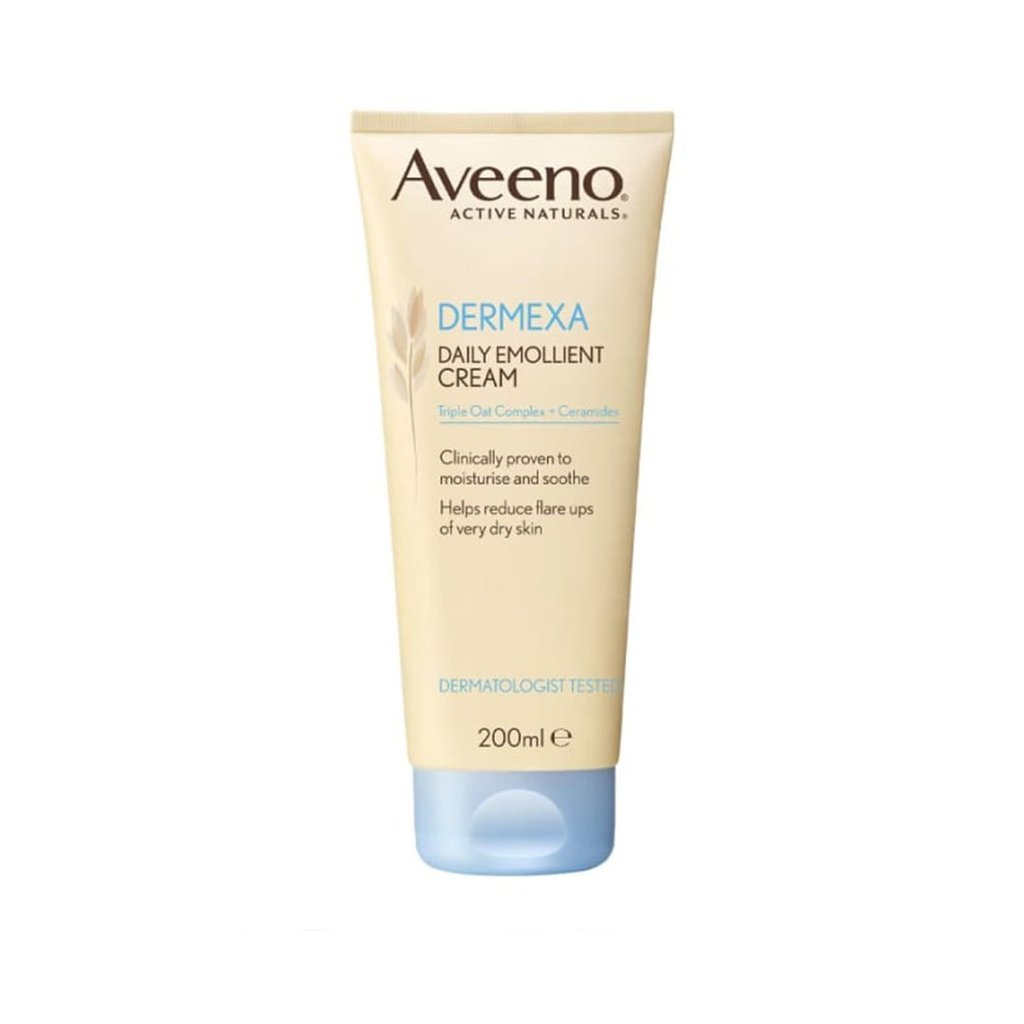 Aveeno®
ACTIVE NATURALS®
DERMEXA
DAILY EMOLLIENT
CREAM
Triple Oat Complex + Ceramides
Clinically proven to
moisturise and soothe
Helps reduce flare ups
of very dry skin
DERMATOLOGIST TESTED
200ml ℮